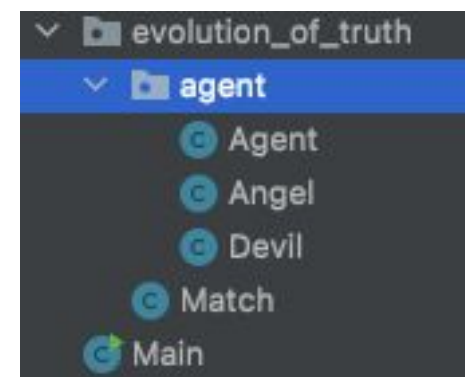 evolution_of_truth
agent
Agent
Angel
Devil
Match
Main